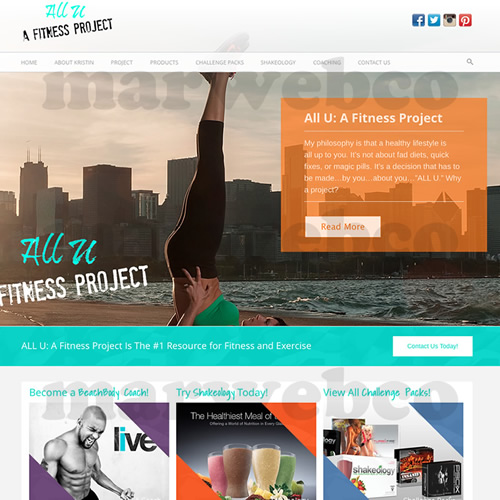 All U
A FITNESS PROJECT
HOME ABOUT KRISTIN PROJECT PRODUCTS CHALLENGE PACKS SHAKEOLOGY COACHING CONTACT US
marwebco
All U: A Fitness Project
My philosophy is that a healthy lifestyle is
all up to you. It's not about fad diets, quick
fixes, or magic pills. It's a decision that has to
be made...by you...about you..."ALL U." Why
a project?
Read More
marwebco
All U
FITNESS PROJECT
ALL U: A Fitness Project Is The #1 Resource for Fitness and Exercise
Contact Us Today!
Become a BeachBody Coach!
Try Shakeology Today!
View All Challenge Packs!
marwebco
live
The Healthiest Meal of
Offering a World of Nutrition in Every
shakeology